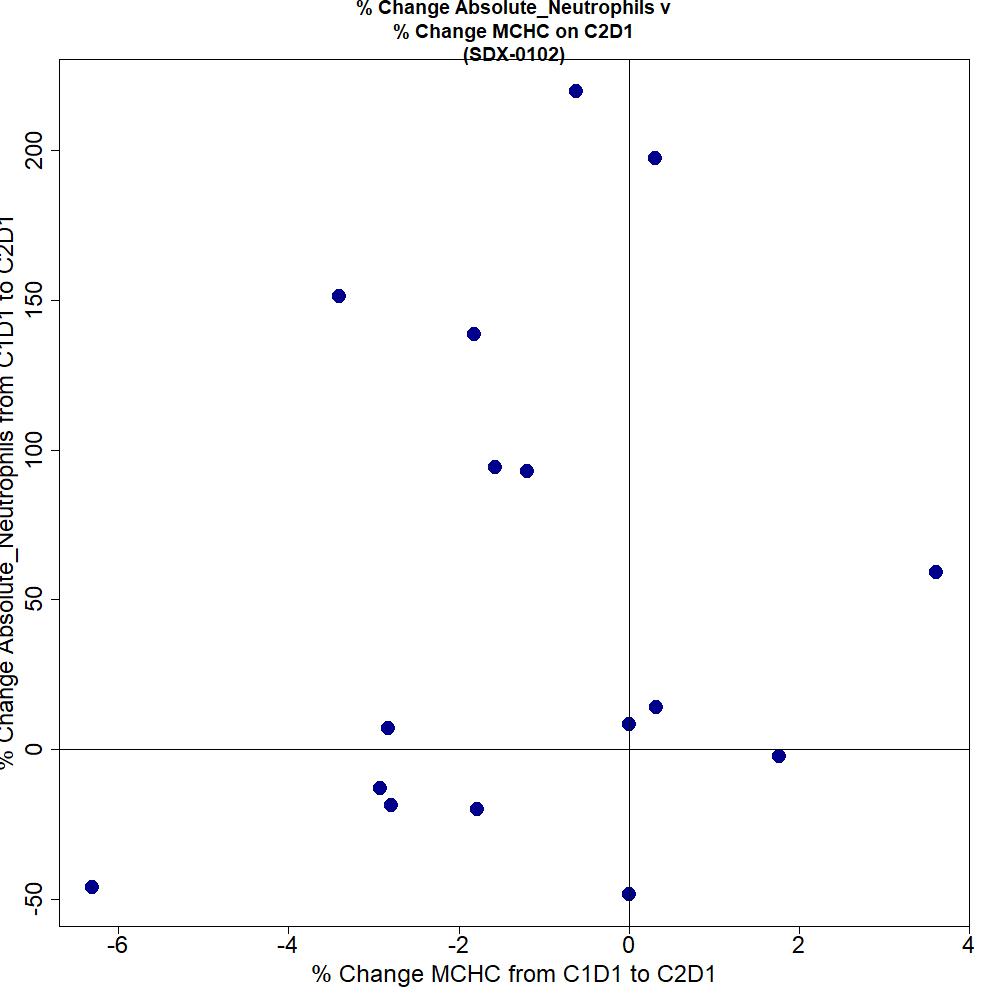 % Change Absolute_Neutrophils v
% Change MCHC on C2D1
(SDX-0102)
% Change Absolute_Neutrophils from C1D1 to C2D1
200
150
100
50
0
-50
-6
-4
-2
0
2
4
% Change MCHC from C1D1 to C2D1